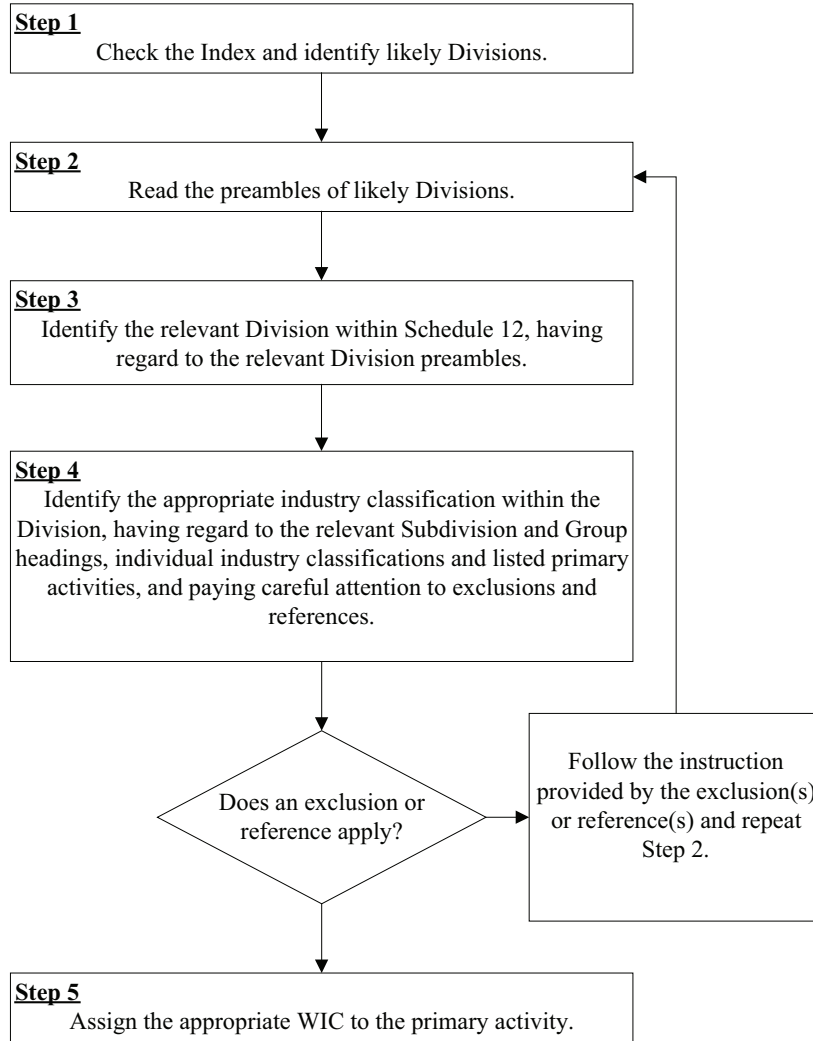 Step 1
Check the Index and identify likely Divisions.
Step 2
Read the preambles of likely Divisions.
Step 3
Identify the relevant Division within Schedule 12, having
regard to the relevant Division preambles.
Step 4
Identify the appropriate industry classification within the
Division, having regard to the relevant Subdivision and Group
headings, individual industry classifications and listed primary
activities, and paying careful attention to exclusions and
references.
Does an exclusion or
reference apply?
Follow the instruction
provided by the exclusion(s)
or reference(s) and repeat
Step 2.
Step 5
Assign the appropriate WIC to the primary activity.